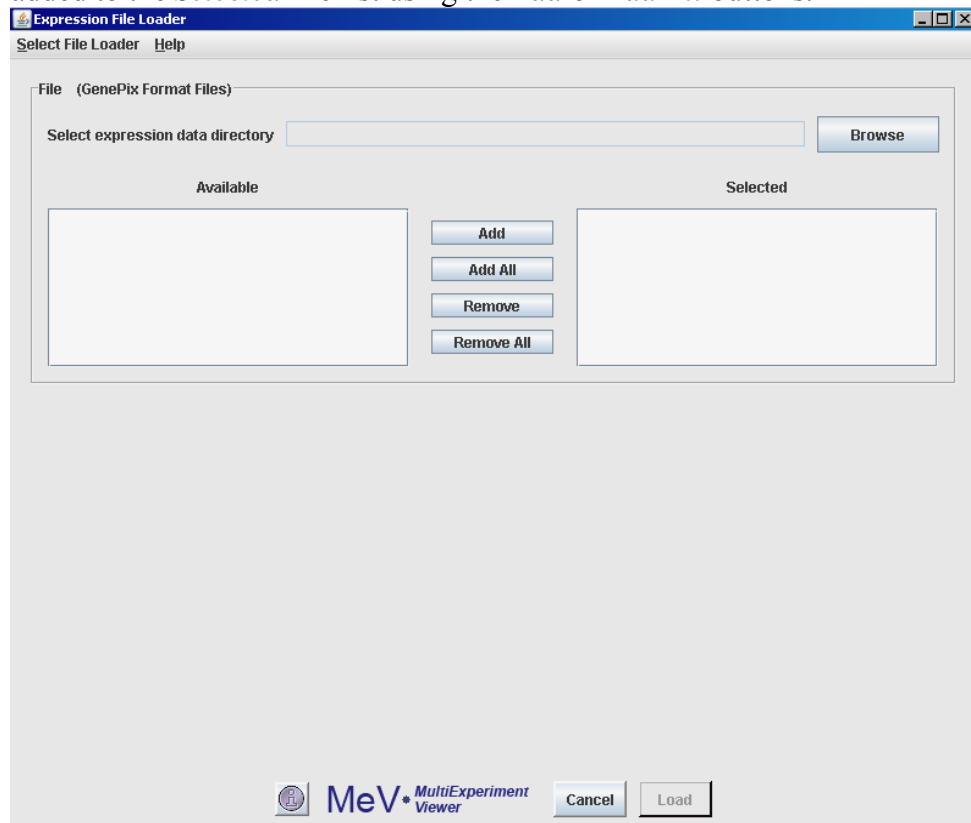 Expression File Loader
Select File Loader Help
File (GenePix Format Files)
Select expression data directory
Browse
Available
Selected
Add
Add All
Remove
Remove All
MeV MultiExperiment
Viewer
Cancel
Load